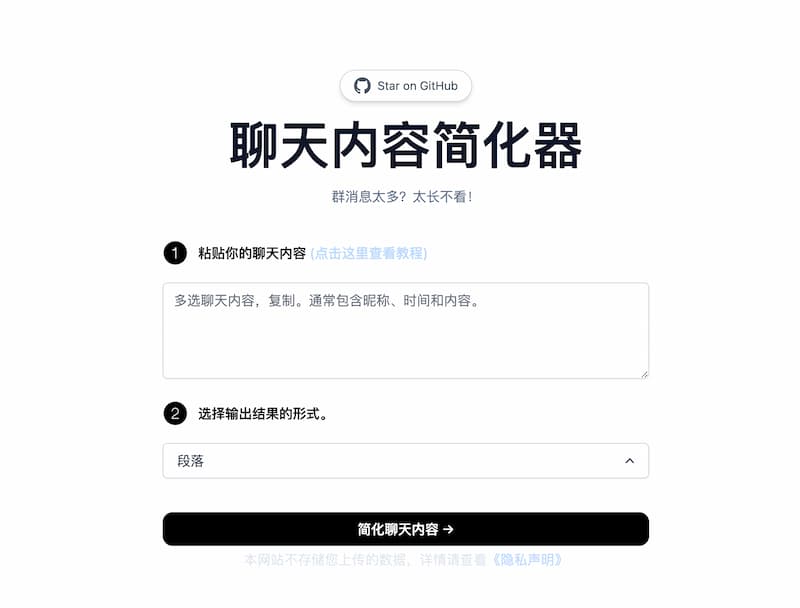 Star on GitHub
聊天内容简化器
群消息太多？太长不看！
1 粘贴你的聊天内容 (点击这里查看教程)
多选聊天内容，复制。通常包含昵称、时间和内容。
2 选择输出结果的形式。
段落
简化聊天内容 →
本网站不存储您上传的数据，详情请查看《隐私声明》